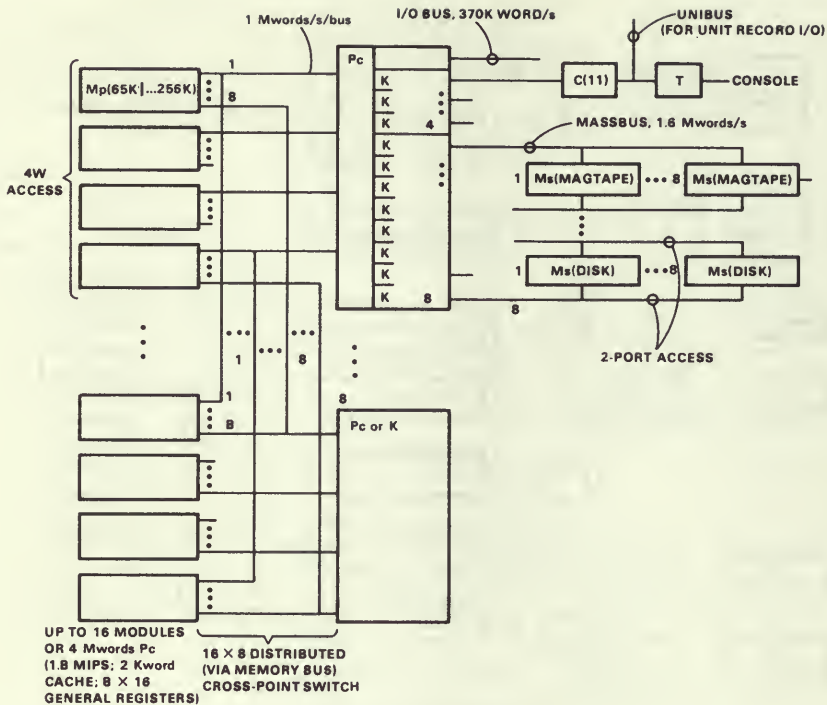 1 Mwords/s/bus
I/O BUS, 370K WORD/s
UNIBUS
(FOR UNIT RECORD I/O)
1
Pc
Mp(65K|...256K)
8
K
C(11)
T
CONSOLE
K
K
4
K
MASSBUS, 1.6 Mwords/s
4W
ACCESS
K
K
1
Ms(MAGTAPE)
8
Ms(MAGTAPE)
K
K
K
K
1
Ms(DISK)
8
Ms(DISK)
K
8
8
2-PORT ACCESS
1
8
8
1
B
Pc or K
UP TO 16 MODULES
OR 4 Mwords Pc
(1.8 MIPS; 2 Kword
CACHE; 8 × 16
GENERAL REGISTERS)
16 × 8 DISTRIBUTED
(VIA MEMORY BUS)
CROSS-POINT SWITCH